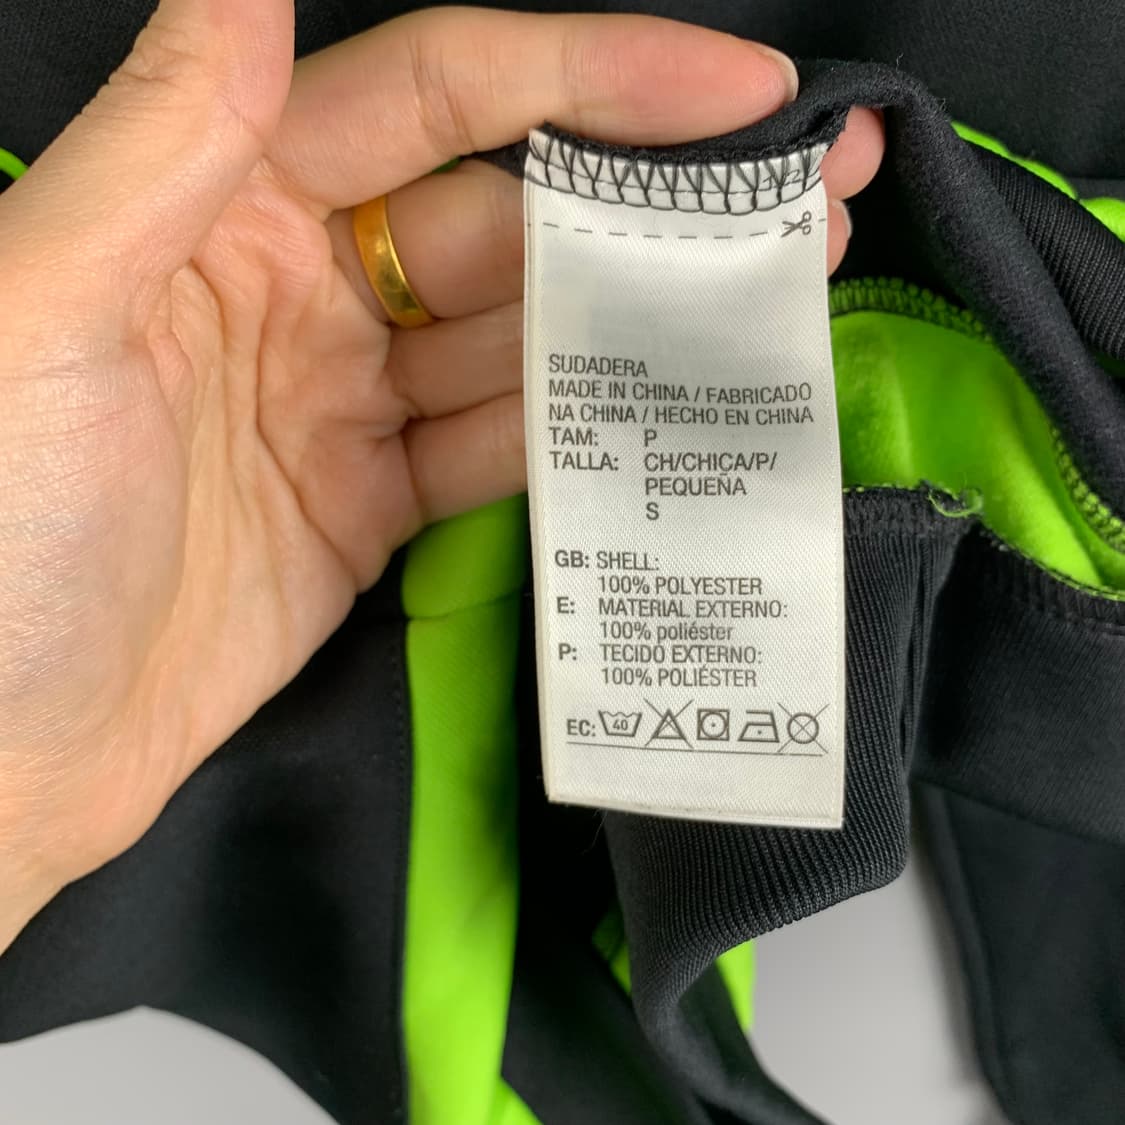 SUDADERA
MADE IN CHINA / FABRICADO
NA CHINA / HECHO EN CHINA
TAM: P
TALLA: CH/CHICA/P/
PEQUEÑA
S
GB: SHELL:
100% POLYESTER
E: MATERIAL EXTERNO:
100% poliéster
P: TECIDO EXTERNO:
100% POLIÉSTER
EC: 40